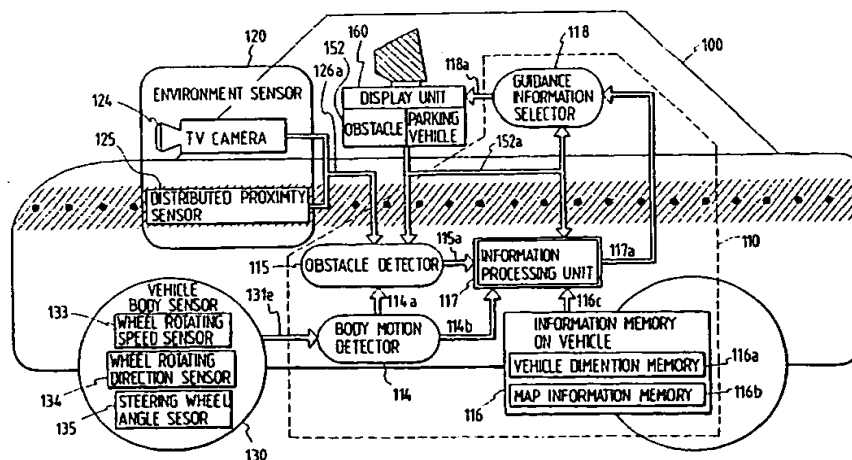 160
120
152
118
126a
118a
100
ENVIRONMENT SENSOR
124
TV CAMERA
DISPLAY UNIT
OBSTACLE
PARKING
VEHICLE
GUIDANCE
INFORMATION
SELECTOR
125
152a
DISTRIBUTED PROXIMITY
SENSOR
110
115
OBSTACLE DETECTOR
115a
INFORMATION
PROCESSING UNIT
117a
117
VEHICLE
BODY SENSOR
133
WHEEL ROTATING
SPEED SENSOR
131e
114a
BODY MOTION
DETECTOR
114b
116c
INFORMATION MEMORY
ON VEHICLE
VEHICLE DIMENTION MEMORY
116a
WHEEL ROTATING
DIRECTION SENSOR
134
114
116
MAP INFORMATION MEMORY
116b
STEERING WHEEL
ANGLE SESOR
135
130